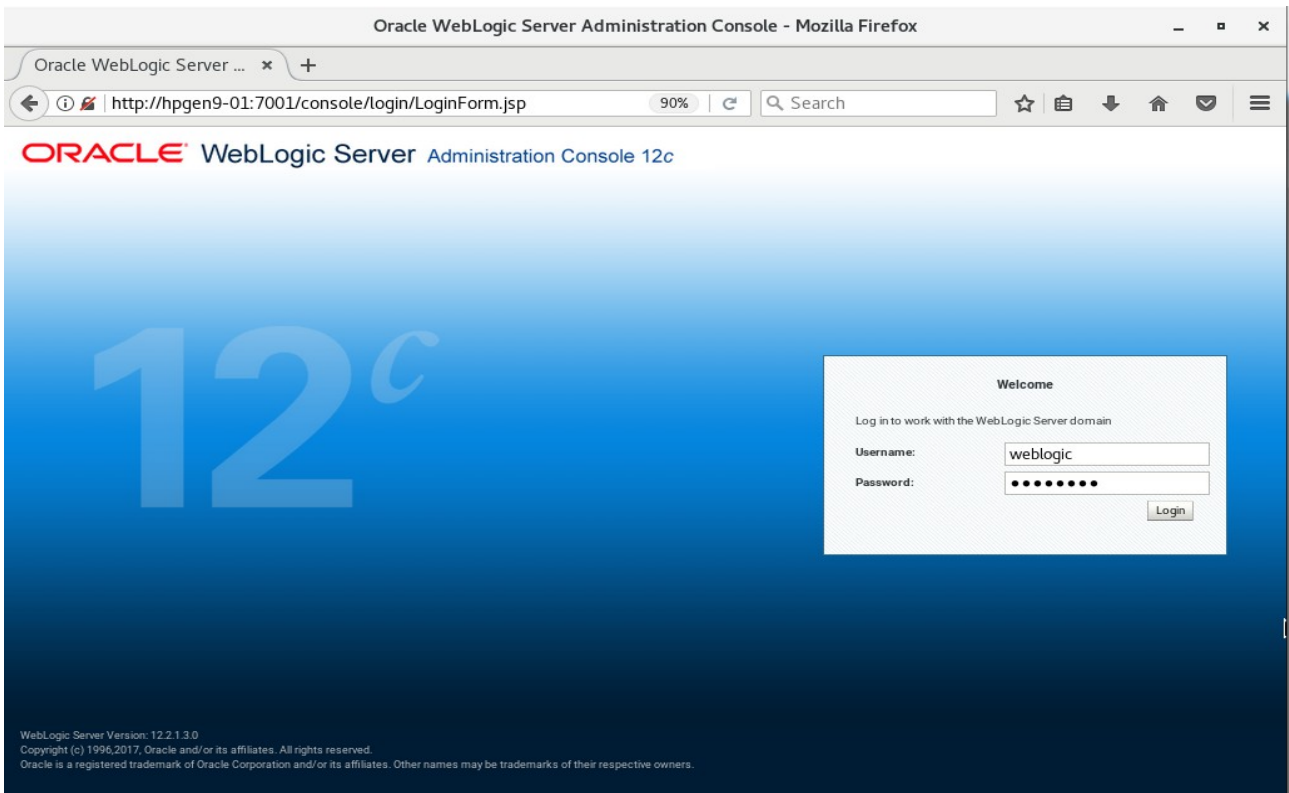 Oracle WebLogic Server Administration Console - Mozilla Firefox
Oracle WebLogic Server ...
http://hpgen9-01:7001/console/login/LoginForm.jsp 90% Search
ORACLE WebLogic Server Administration Console 12c
12c
Welcome
Log in to work with the WebLogic Server domain
Username: weblogic
Password: ●●●●●●●●
Login
WebLogic Server Version: 12.2.1.3.0
Copyright (c) 1996,2017, Oracle and/or its affiliates. All rights reserved.
Oracle is a registered trademark of Oracle Corporation and/or its affiliates. Other names may be trademarks of their respective owners.